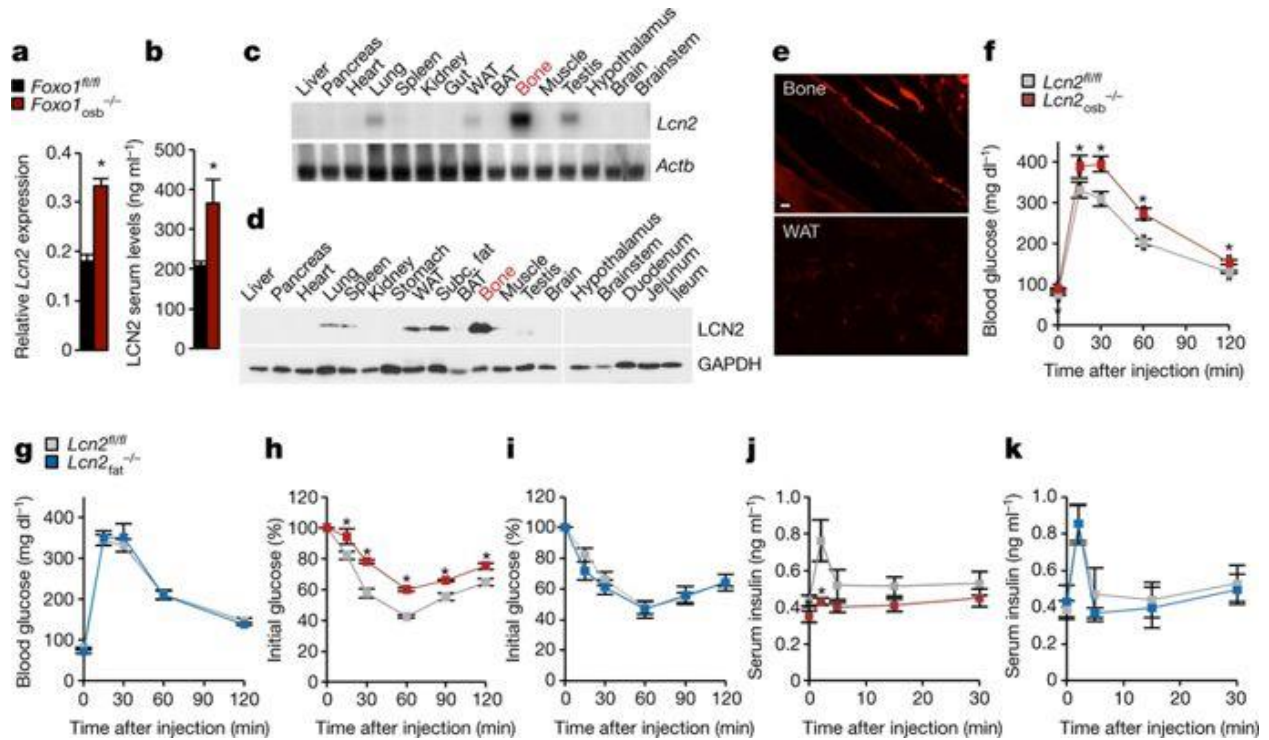 a
Foxo1fl/fl
Foxo1osb−/−
Relative Lcn2 expression
0.4
0.3
0.2
0.1
0
*
b
LCN2 serum levels (ng ml−1)
500
400
300
200
100
0
*
c
Liver
Pancreas
Heart
Lung
Spleen
Kidney
Gut
WAT
BAT
Bone
Muscle
Testis
Hypothalamus
Brain
Brainstem
Lcn2
Actb
d
Liver
Pancreas
Heart
Lung
Spleen
Kidney
Stomach
WAT
Subc. fat
BAT
Bone
Muscle
Testis
Brain
Hypothalamus
Brainstem
Duodenum
Jejunum
Ileum
LCN2
GAPDH
e
Bone
WAT
f
Lcn2fl/fl
Lcn2osb−/−
Blood glucose (mg dl−1)
400
300
200
100
0
* * * * *
0 30 60 90 120
Time after injection (min)
g
Lcn2fl/fl
Lcn2fat−/−
Blood glucose (mg dl−1)
400
300
200
100
0
0 30 60 90 120
Time after injection (min)
h
Initial glucose (%)
120
100
80
60
40
20
0
* * * * *
0 30 60 90 120
Time after injection (min)
i
Initial glucose (%)
120
100
80
60
40
20
0
0 30 60 90 120
Time after injection (min)
j
Serum insulin (ng ml−1)
1.0
0.8
0.6
0.4
0.2
0
* *
0 10 20 30
Time after injection (min)
k
Serum insulin (ng ml−1)
1.0
0.8
0.6
0.4
0.2
0
0 10 20 30
Time after injection (min)